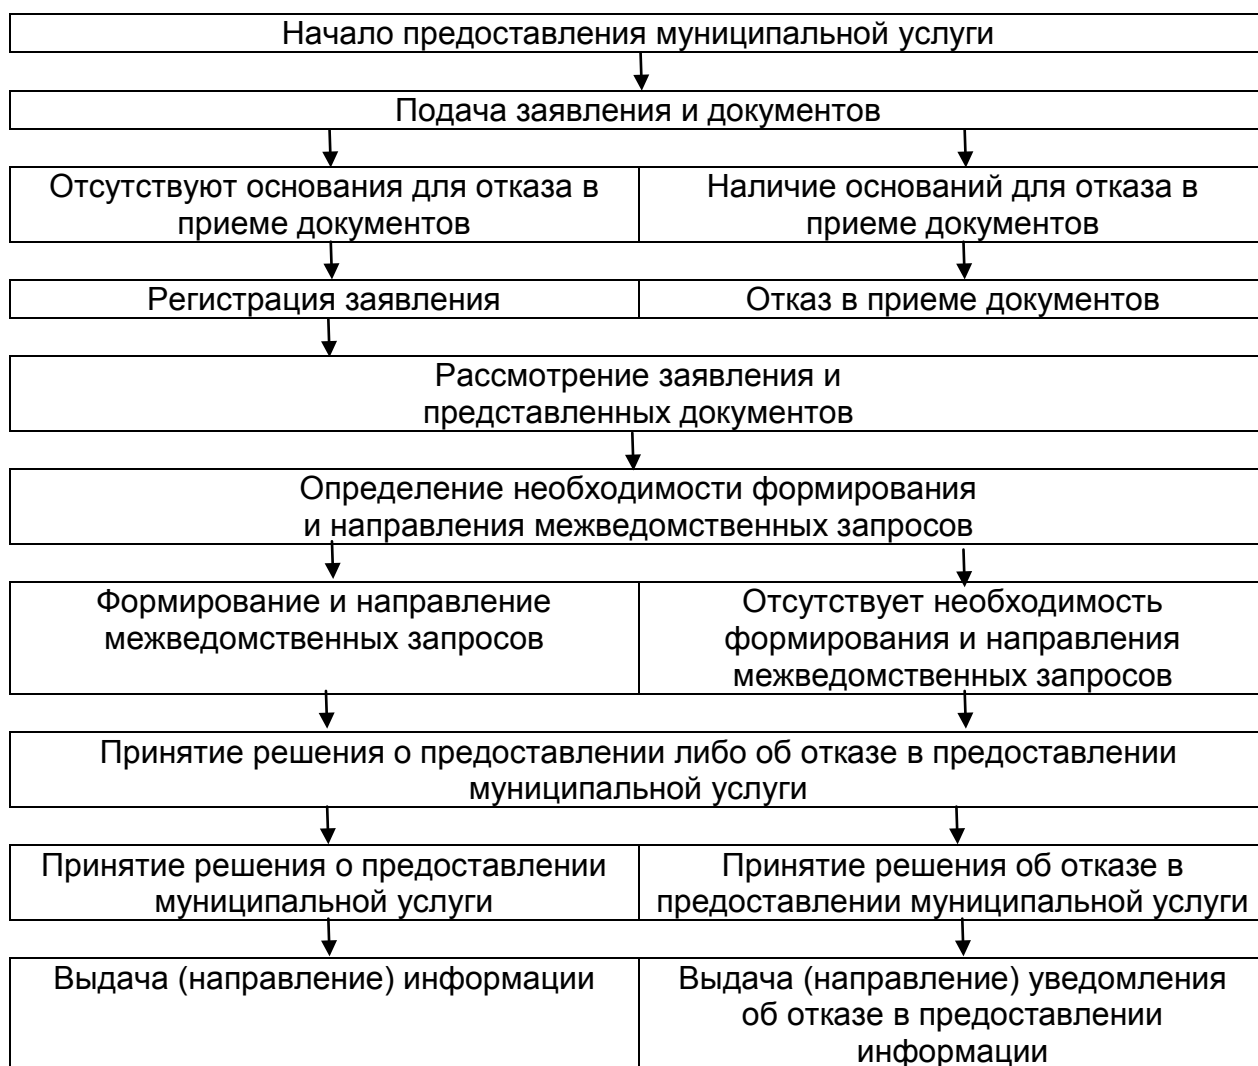 Начало предоставления муниципальной услуги
Подача заявления и документов
Отсутствуют основания для отказа в
приеме документов
Наличие оснований для отказа в
приеме документов
Регистрация заявления
Отказ в приеме документов
Рассмотрение заявления и
представленных документов
Определение необходимости формирования
и направления межведомственных запросов
Формирование и направление
межведомственных запросов
Отсутствует необходимость
формирования и направления
межведомственных запросов
Принятие решения о предоставлении либо об отказе в предоставлении
муниципальной услуги
Принятие решения о предоставлении
муниципальной услуги
Принятие решения об отказе в
предоставлении муниципальной услуги
Выдача (направление) информации
Выдача (направление) уведомления
об отказе в предоставлении
информации